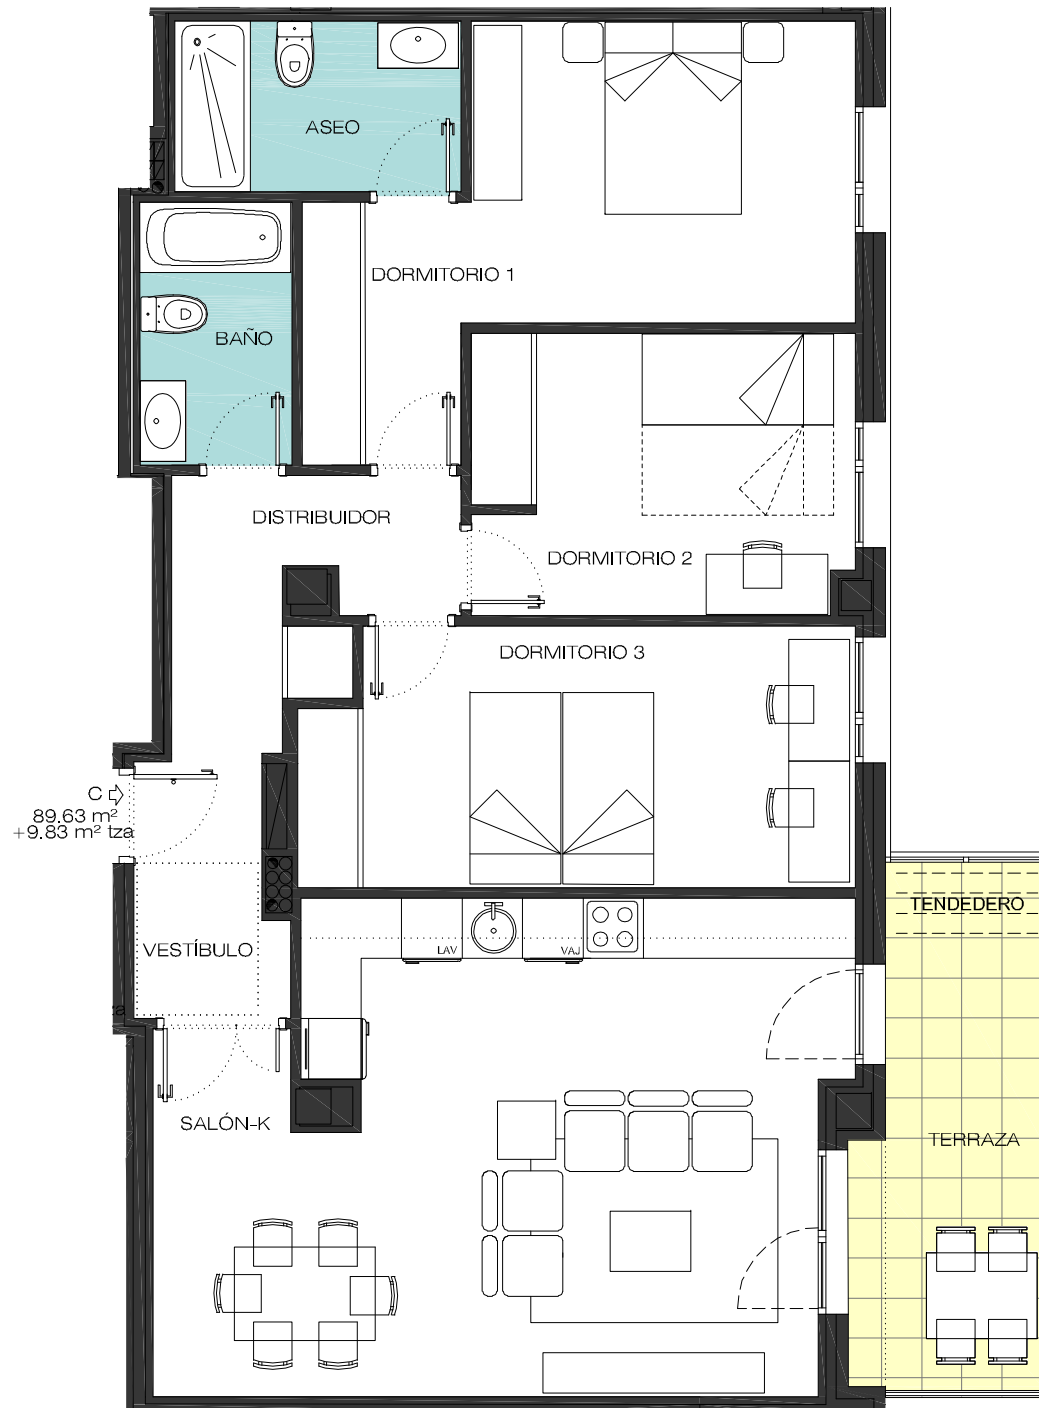 ASEO
DORMITORIO 1
BAÑO
DISTRIBUIDOR
DORMITORIO 2
DORMITORIO 3
C
89.63 m²
+9.83 m² tza
TENDEDERO
LAV
VAJ
VESTÍBULO
za
SALÓN-K
TERRAZA